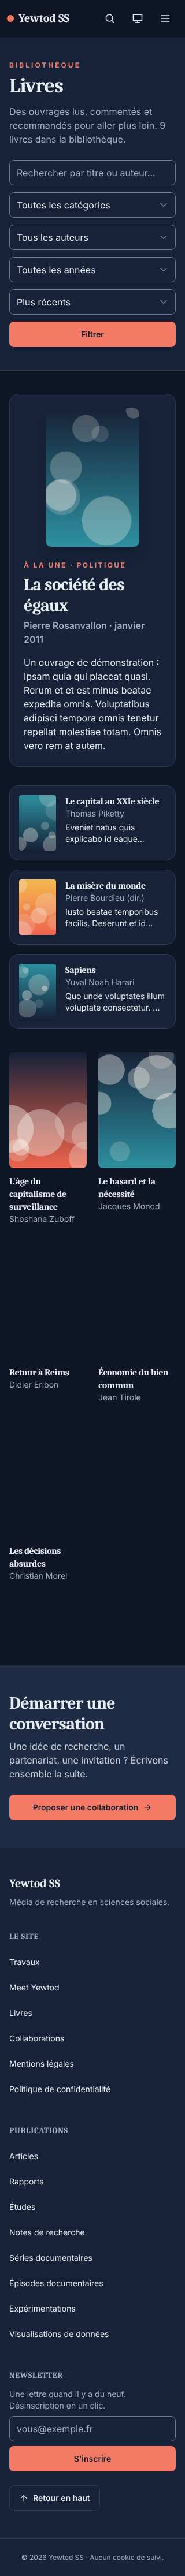 Yewtod SS
BIBLIOTHÈQUE
Livres
Des ouvrages lus, commentés et
recommandés pour aller plus loin. 9
livres dans la bibliothèque.
Rechercher par titre ou auteur…
Toutes les catégories
Tous les auteurs
Toutes les années
Plus récents
Filtrer
À LA UNE · POLITIQUE
La société des
égaux
Pierre Rosanvallon · janvier
2011
Un ouvrage de démonstration :
Ipsam quia qui placeat quasi.
Rerum et et est minus beatae
expedita omnis. Voluptatibus
adipisci tempora omnis tenetur
repellat molestiae totam. Omnis
vero rem at autem.
Le capital au XXIe siècle
Thomas Piketty
Eveniet natus quis
explicabo id eaque…
La misère du monde
Pierre Bourdieu (dir.)
Iusto beatae temporibus
facilis. Deserunt et id…
Sapiens
Yuval Noah Harari
Quo unde voluptates illum
voluptate consectetur. …
L'âge du
capitalisme de
surveillance
Shoshana Zuboff
Le hasard et la
nécessité
Jacques Monod
Retour à Reims
Didier Eribon
Économie du bien
commun
Jean Tirole
Les décisions
absurdes
Christian Morel
Démarrer une
conversation
Une idée de recherche, un
partenariat, une invitation ? Écrivons
ensemble la suite.
Proposer une collaboration →
Yewtod SS
Média de recherche en sciences sociales.
LE SITE
Travaux
Meet Yewtod
Livres
Collaborations
Mentions légales
Politique de confidentialité
PUBLICATIONS
Articles
Rapports
Études
Notes de recherche
Séries documentaires
Épisodes documentaires
Expérimentations
Visualisations de données
NEWSLETTER
Une lettre quand il y a du neuf.
Désinscription en un clic.
vous@exemple.fr
S'inscrire
↑ Retour en haut
© 2026 Yewtod SS · Aucun cookie de suivi.